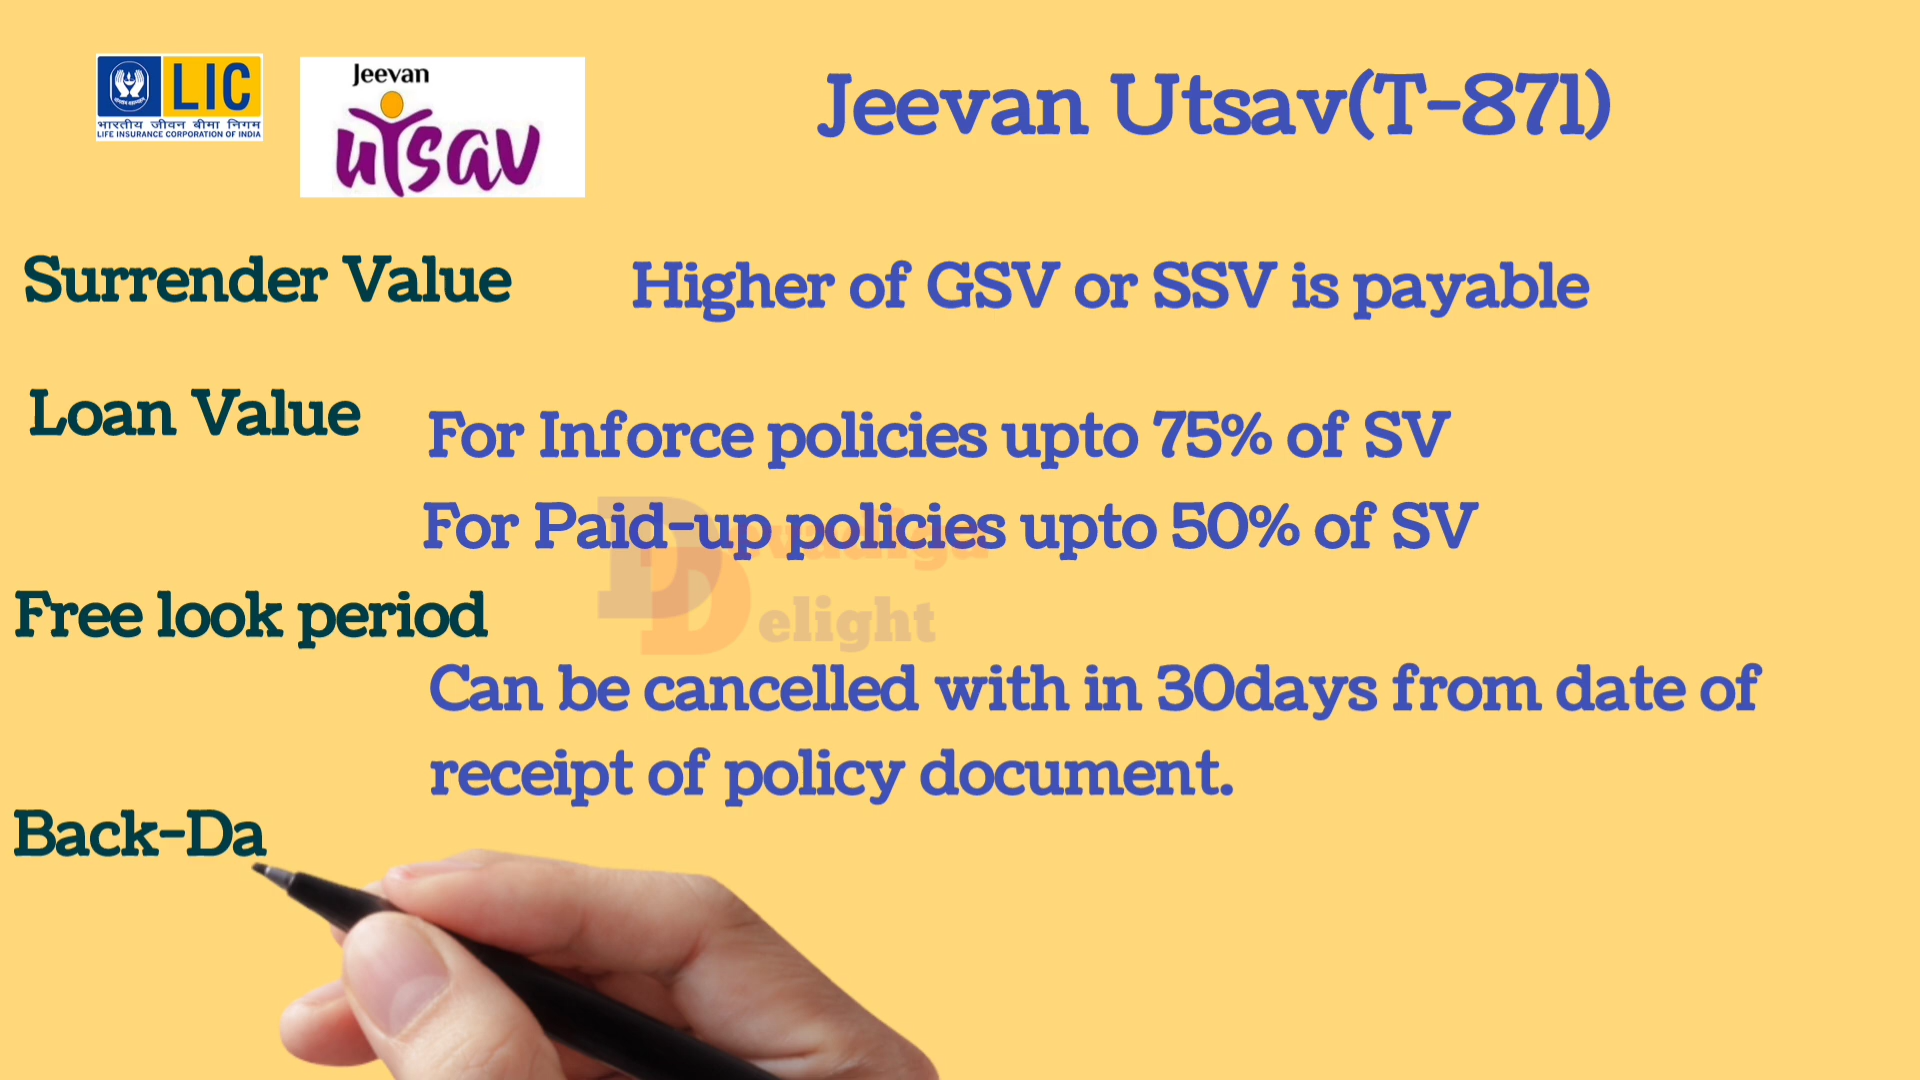 LIC
भारतीय जीवन बीमा निगम
LIFE INSURANCE CORPORATION OF INDIA
Jeevan
utsav
Jeevan Utsav(T-871)
Surrender Value
Higher of GSV or SSV is payable
Loan Value
For Inforce policies upto 75% of SV
For Paid-up policies upto 50% of SV
Devadiga
Delight
Free look period
Can be cancelled with in 30days from date of
receipt of policy document.
Back-Da